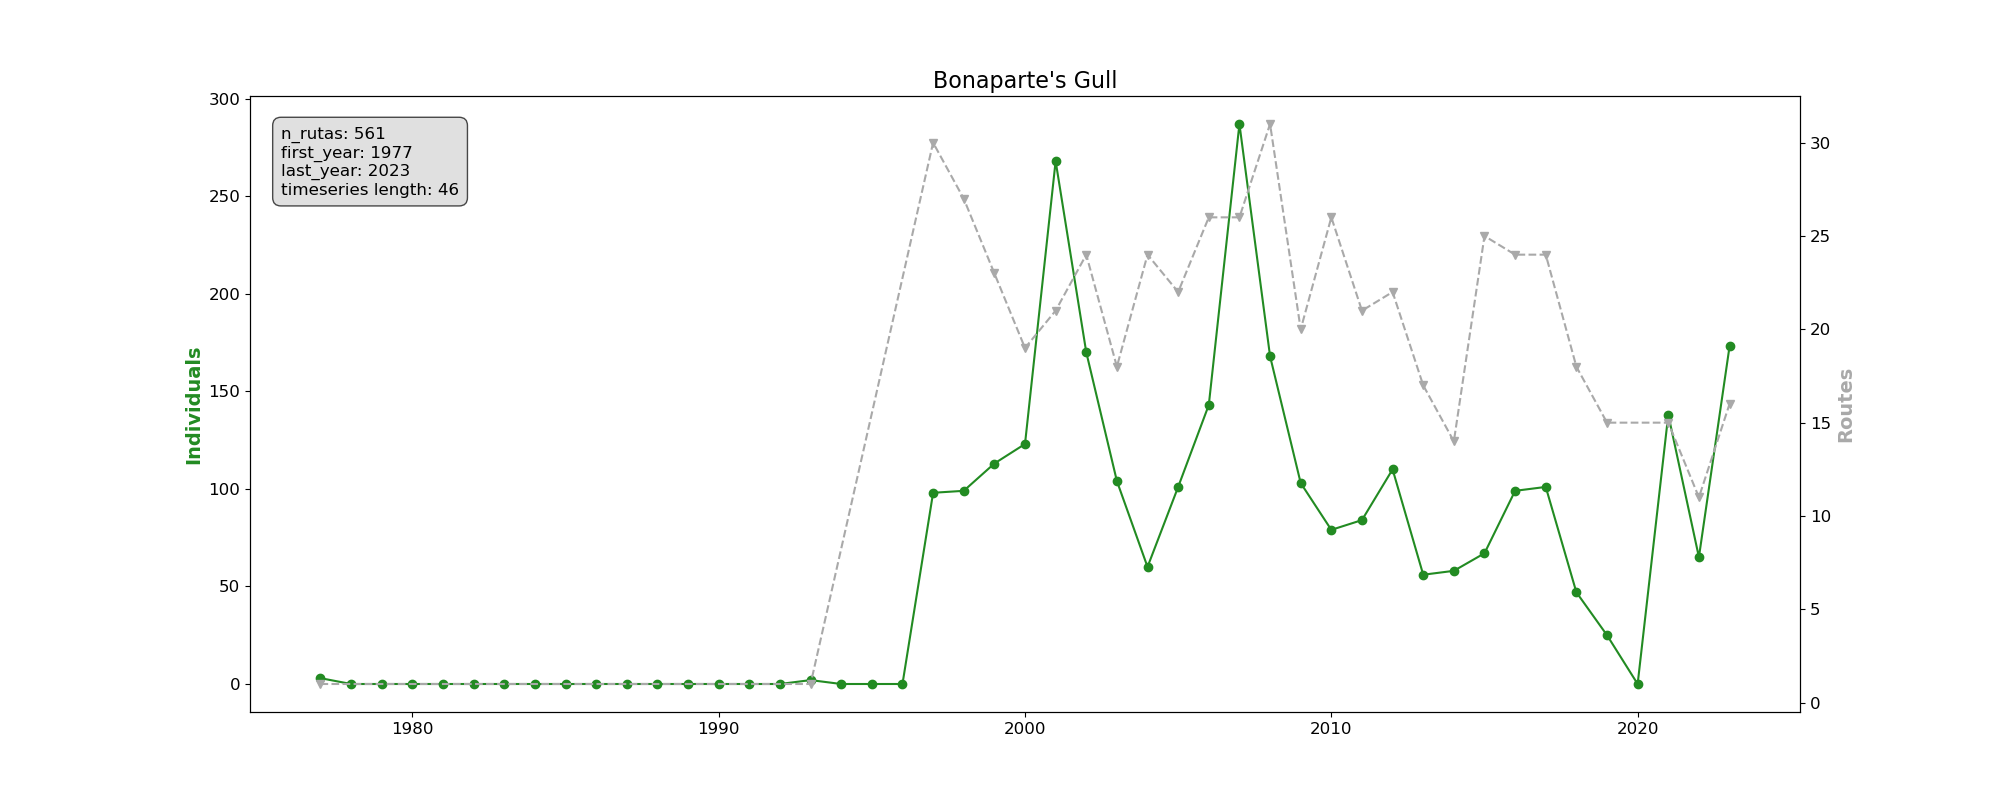 Bonaparte's Gull
n_rutas: 561
first_year: 1977
last_year: 2023
timeseries length: 46
Individuals
300
250
200
150
100
50
0
Routes
30
25
20
15
10
5
0
1980
1990
2000
2010
2020